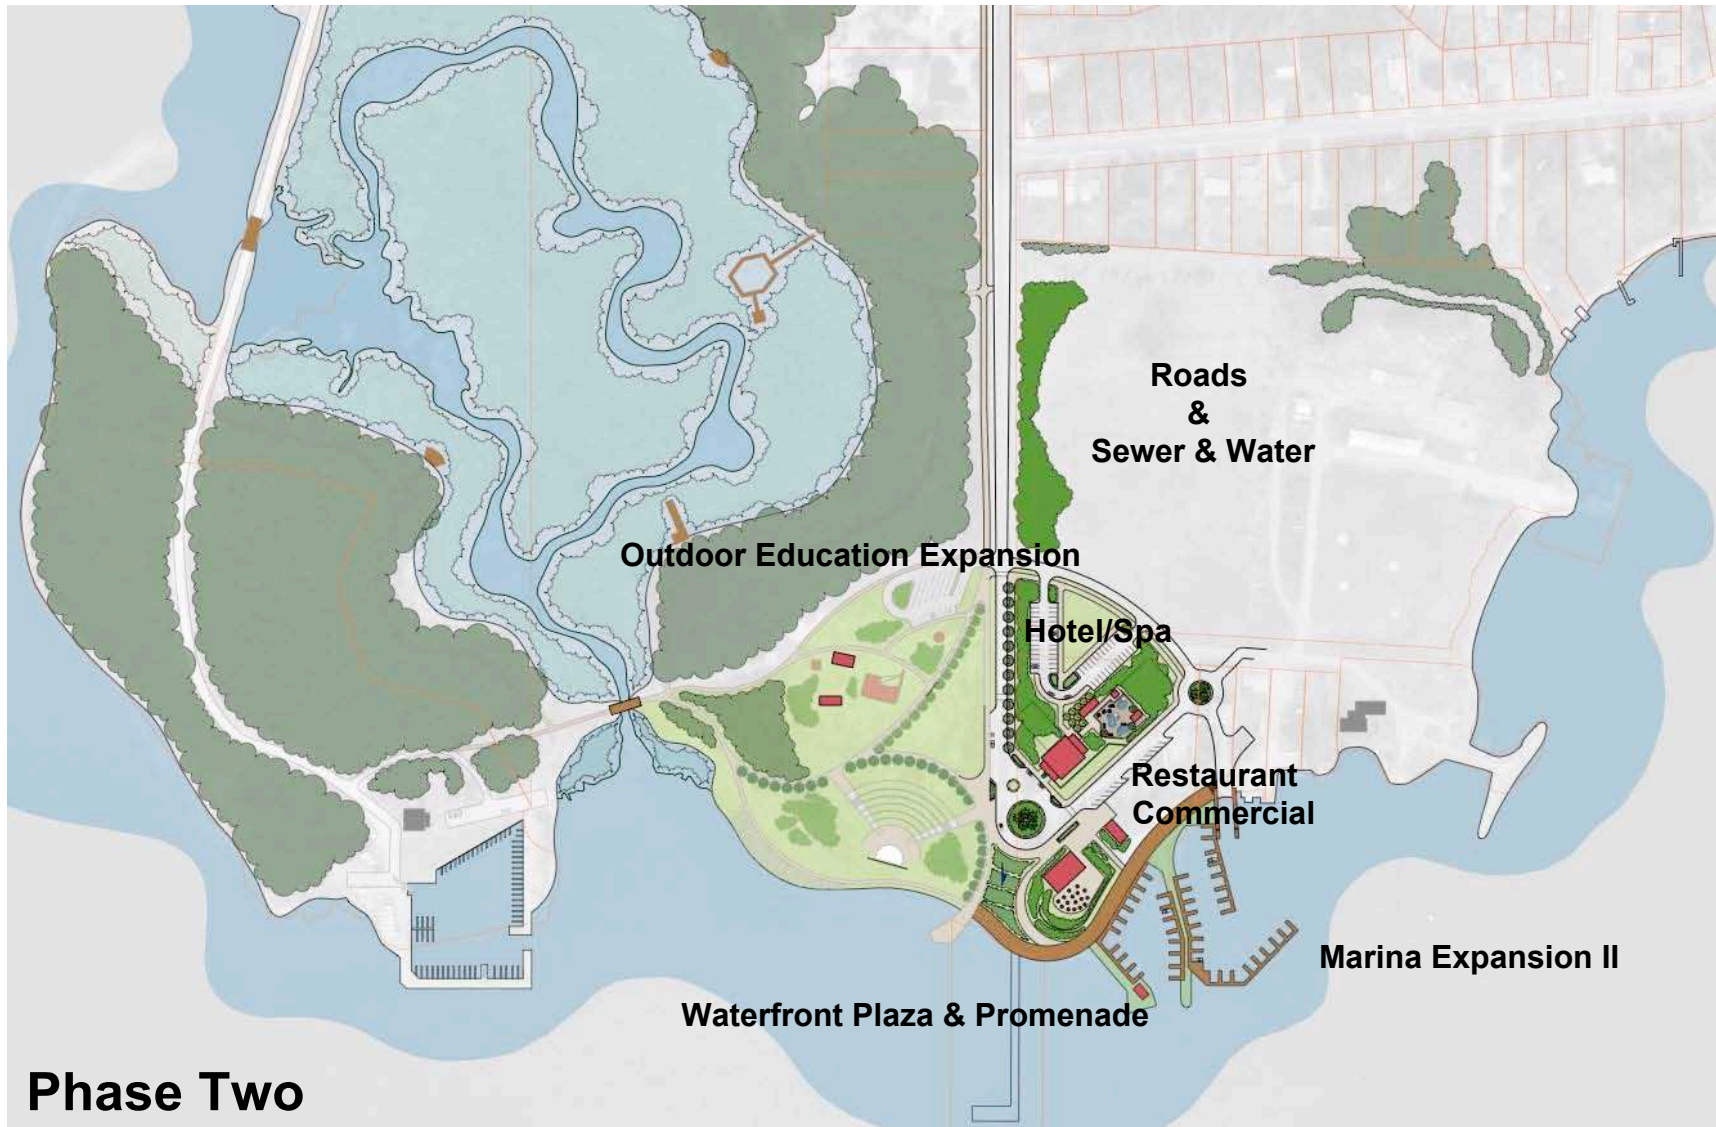 Roads
&
Sewer & Water
Outdoor Education Expansion
Hotel/Spa
Restaurant
Commercial
Marina Expansion II
Waterfront Plaza & Promenade
Phase Two